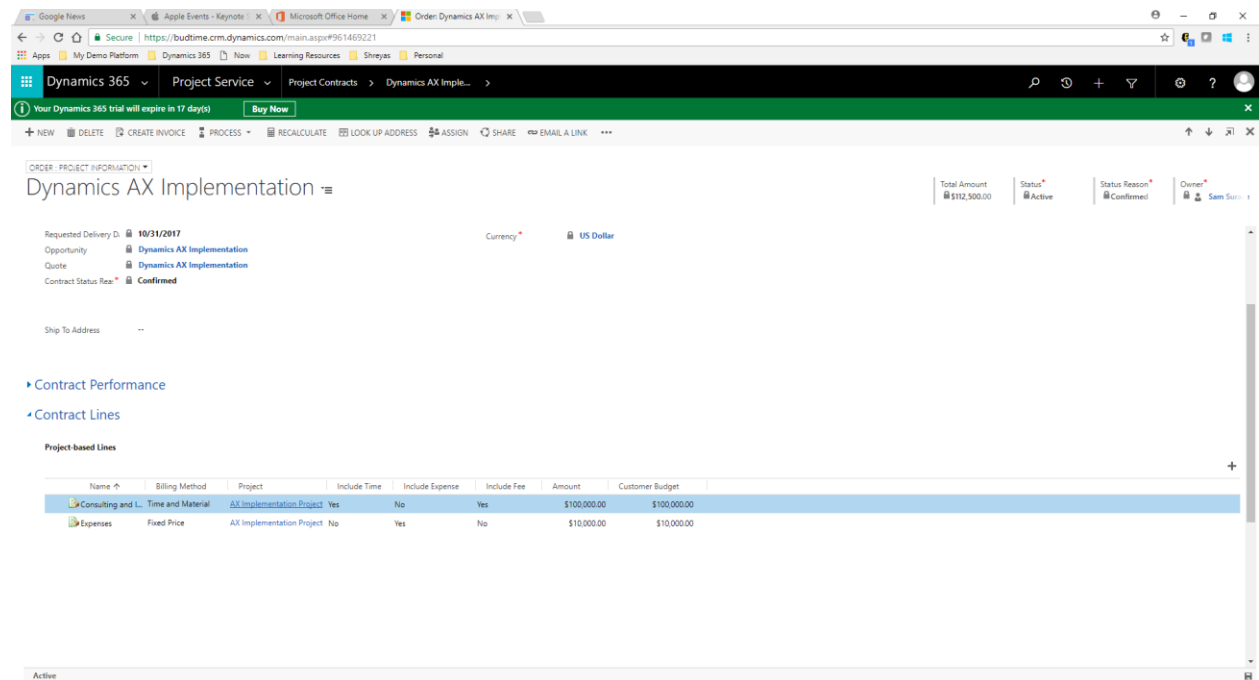 Google News Apple Events - Keynote Microsoft Office Home Order: Dynamics AX Imp
Secure https://budtime.crm.dynamics.com/main.aspx#961469221
Apps My Demo Platform Dynamics 365 Now Learning Resources Shreyas Personal
Dynamics 365 Project Service Project Contracts > Dynamics AX Imple... >
Your Dynamics 365 trial will expire in 17 day(s) Buy Now
NEW DELETE CREATE INVOICE PROCESS RECALCULATE LOOK UP ADDRESS ASSIGN SHARE EMAIL A LINK ...
ORDER : PROJECT INFORMATION
Dynamics AX Implementation
Total Amount Status* Status Reason* Owner*
$112,500.00 Active Confirmed Sam
Requested Delivery D. 10/31/2017 Currency* US Dollar
Opportunity Dynamics AX Implementation
Quote Dynamics AX Implementation
Contract Status Rea:* Confirmed
Ship To Address --
Contract Performance
Contract Lines
Project-based Lines
Name Billing Method Project Include Time Include Expense Include Fee Amount Customer Budget
Consulting and I... Time and Material AX Implementation Project Yes No Yes $100,000.00 $100,000.00
Expenses Fixed Price AX Implementation Project No Yes No $10,000.00 $10,000.00
Active